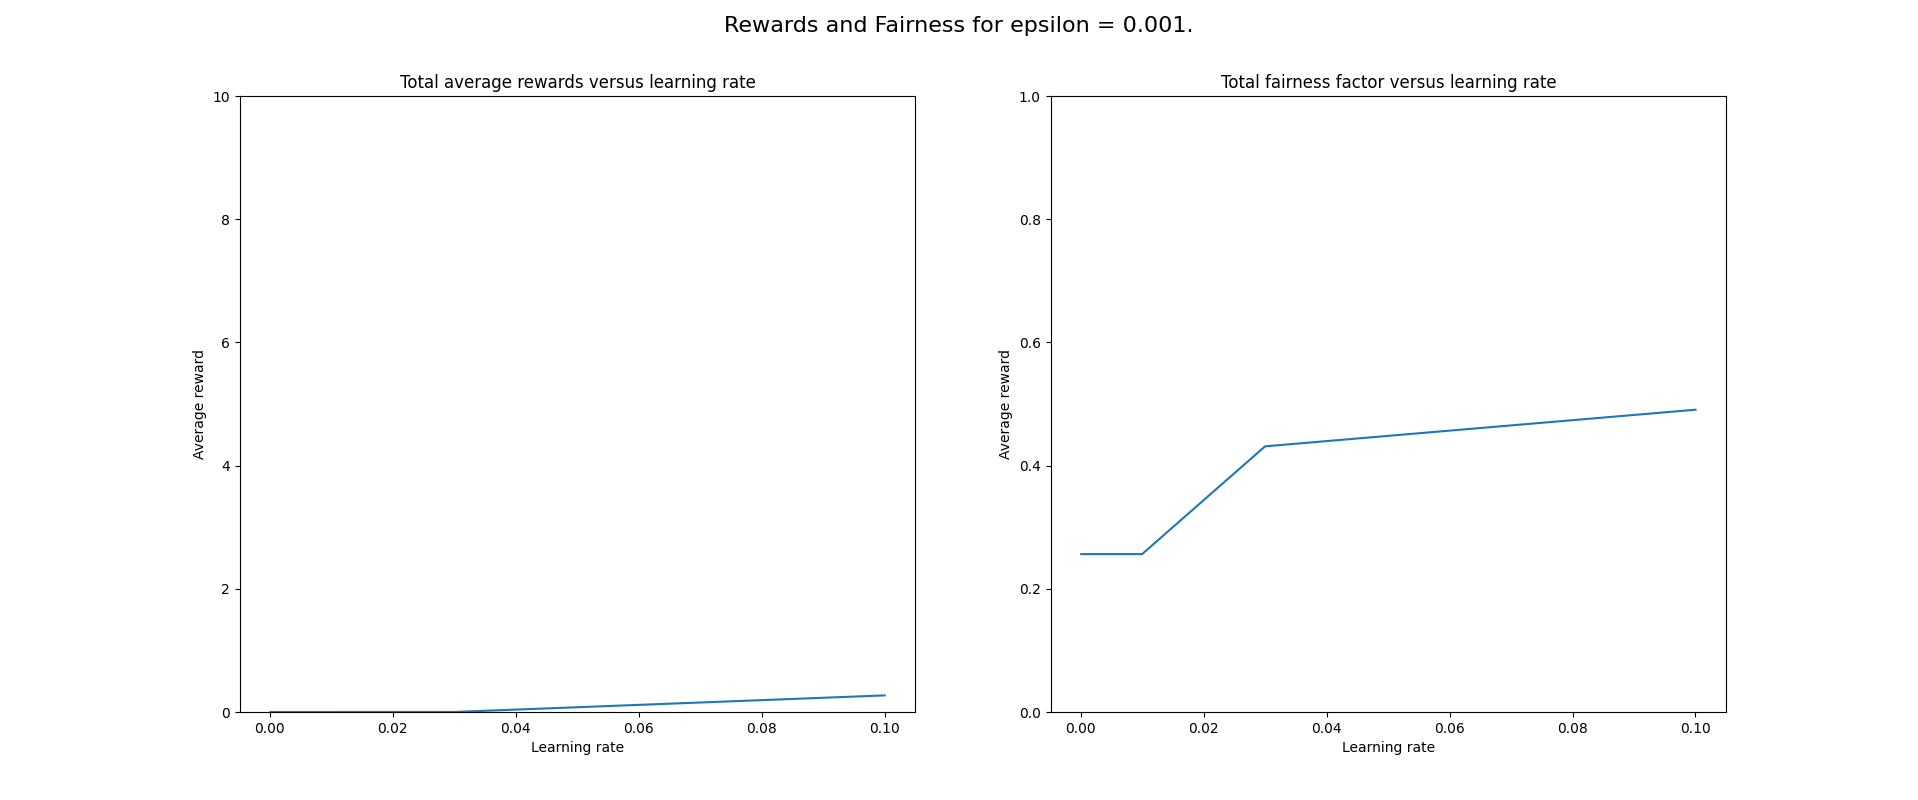 Rewards and Fairness for epsilon = 0.001.
Total average rewards versus learning rate
10
8
6
4
2
0
Average reward
0.00 0.02 0.04 0.06 0.08 0.10
Learning rate
Total fairness factor versus learning rate
1.0
0.8
0.6
0.4
0.2
0.0
Average reward
0.00 0.02 0.04 0.06 0.08 0.10
Learning rate